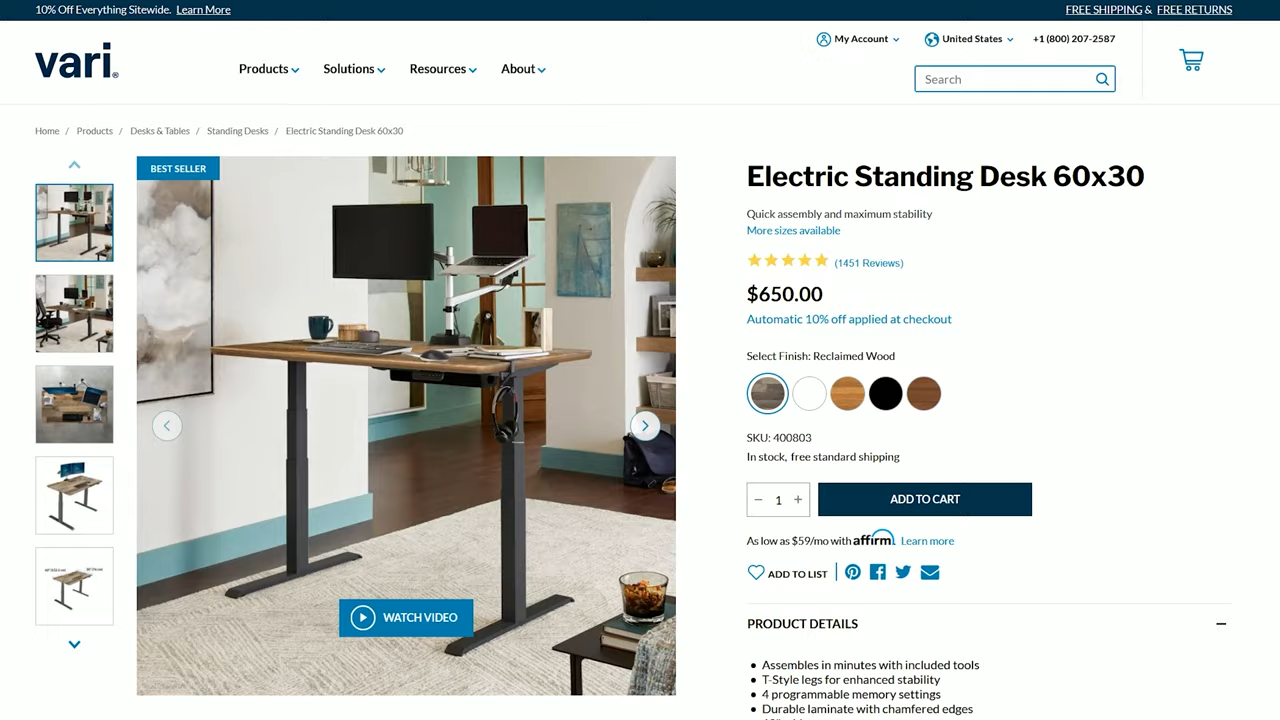 10% Off Everything Sitewide. Learn More
FREE SHIPPING & FREE RETURNS
vari®
My Account
United States
+1 (800) 207-2587
Products
Solutions
Resources
About
Search
Home / Products / Desks & Tables / Standing Desks / Electric Standing Desk 60x30
BEST SELLER
WATCH VIDEO
Electric Standing Desk 60x30
Quick assembly and maximum stability
More sizes available
(1451 Reviews)
$650.00
Automatic 10% off applied at checkout
Select Finish: Reclaimed Wood
SKU: 400803
In stock, free standard shipping
− 1 +
ADD TO CART
As low as $59/mo with affirm. Learn more
ADD TO LIST
PRODUCT DETAILS
• Assembles in minutes with included tools
• T-Style legs for enhanced stability
• 4 programmable memory settings
• Durable laminate with chamfered edges